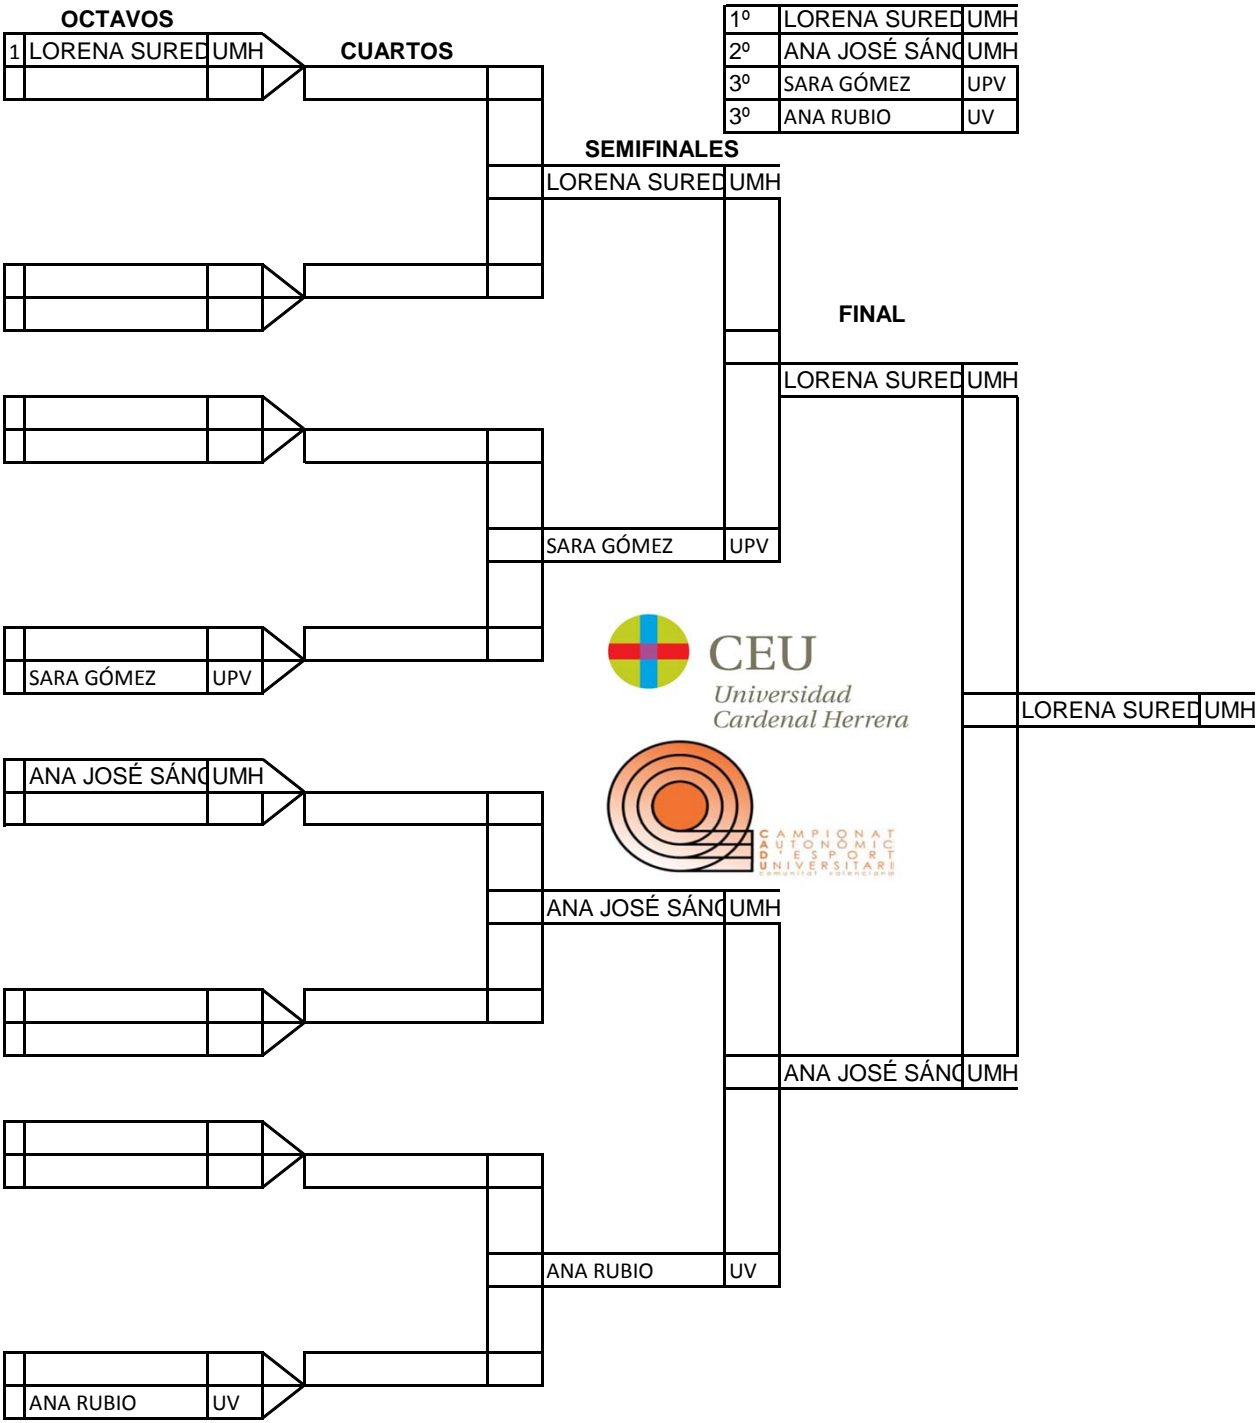 OCTAVOS
1º LORENA SURED UMH
1 LORENA SURED UMH
CUARTOS
2º ANA JOSÉ SÁNC UMH
3º SARA GÓMEZ UPV
3º ANA RUBIO UV
SEMIFINALES
LORENA SURED UMH
FINAL
LORENA SURED UMH
SARA GÓMEZ UPV
CEU
Universidad
Cardenal Herrera
SARA GÓMEZ UPV
LORENA SURED UMH
ANA JOSÉ SÁNC UMH
CAMPIONAT
AUTONÒMIC
D'ESPORT
UNIVERSITARI
comunitat valenciana
ANA JOSÉ SÁNC UMH
ANA JOSÉ SÁNC UMH
ANA RUBIO UV
ANA RUBIO UV